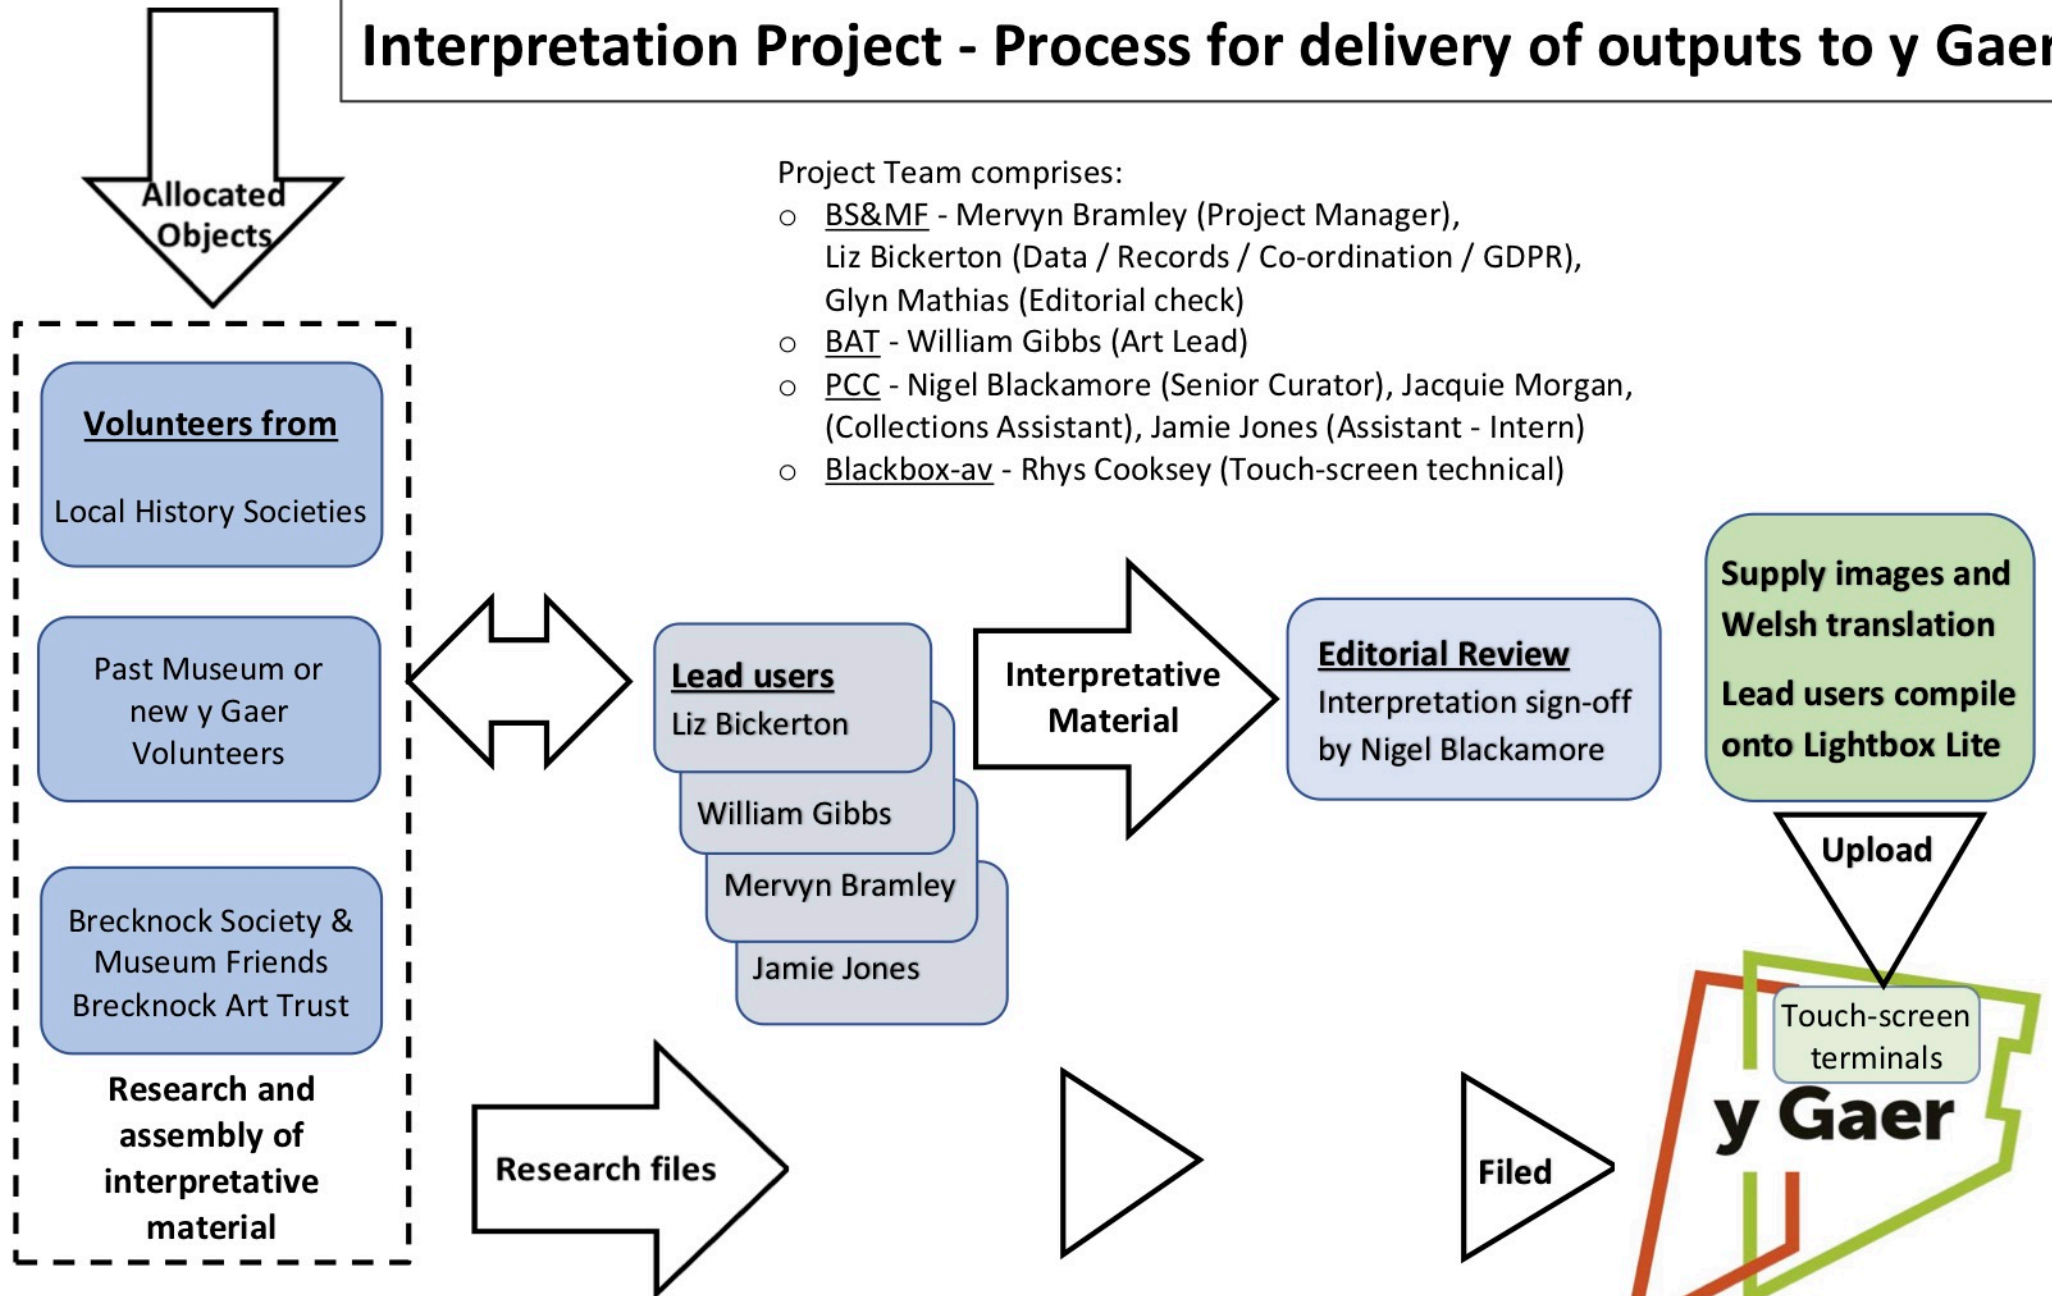 Interpretation Project - Process for delivery of outputs to y Gaer
Allocated
Objects
Project Team comprises:
o BS&MF - Mervyn Bramley (Project Manager),
Liz Bickerton (Data / Records / Co-ordination / GDPR),
Glyn Mathias (Editorial check)
o BAT - William Gibbs (Art Lead)
o PCC - Nigel Blackamore (Senior Curator), Jacquie Morgan,
(Collections Assistant), Jamie Jones (Assistant - Intern)
o Blackbox-av - Rhys Cooksey (Touch-screen technical)
Volunteers from
Local History Societies
Past Museum or
new y Gaer
Volunteers
Brecknock Society &
Museum Friends
Brecknock Art Trust
Research and
assembly of
interpretative
material
Lead users
Liz Bickerton
William Gibbs
Mervyn Bramley
Jamie Jones
Interpretative
Material
Editorial Review
Interpretation sign-off
by Nigel Blackamore
Supply images and
Welsh translation
Lead users compile
onto Lightbox Lite
Upload
Touch-screen
terminals
y Gaer
Research files
Filed